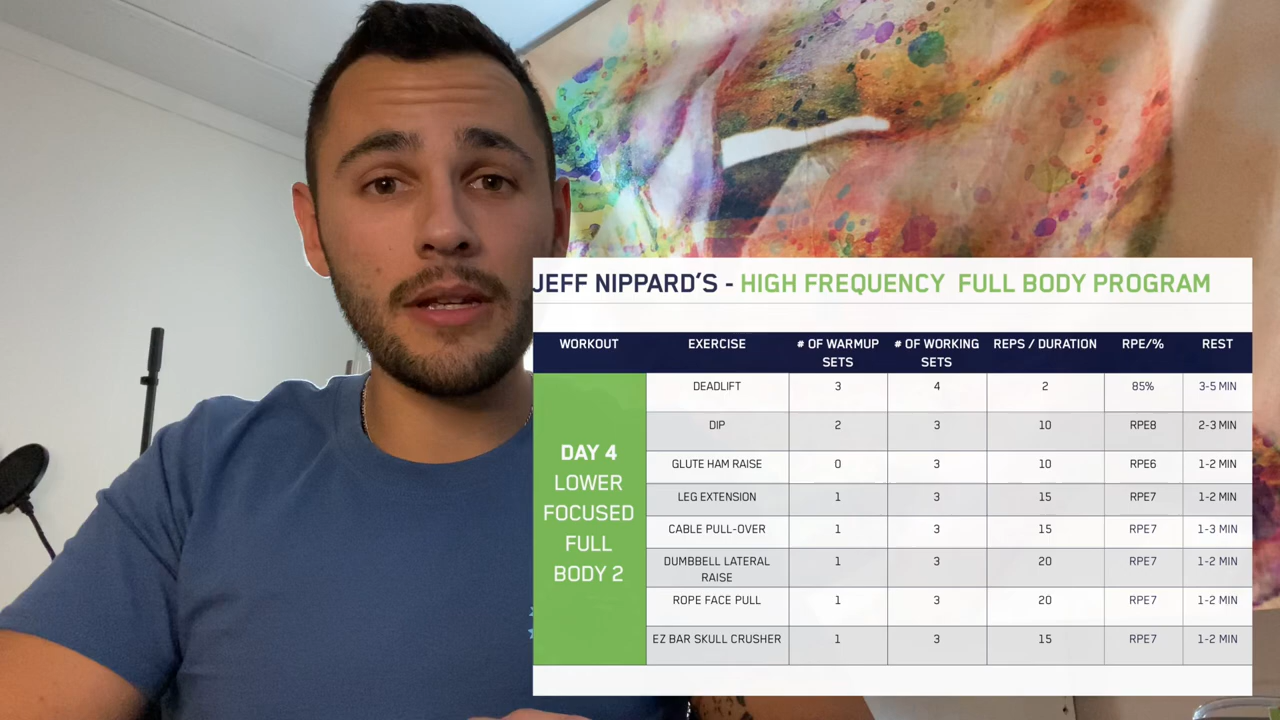 JEFF NIPPARD'S - HIGH FREQUENCY FULL BODY PROGRAM
WORKOUT EXERCISE # OF WARMUP SETS # OF WORKING SETS REPS / DURATION RPE/% REST
DAY 4
LOWER
FOCUSED
FULL
BODY 2
DEADLIFT 3 4 2 85% 3-5 MIN
DIP 2 3 10 RPE8 2-3 MIN
GLUTE HAM RAISE 0 3 10 RPE6 1-2 MIN
LEG EXTENSION 1 3 15 RPE7 1-2 MIN
CABLE PULL-OVER 1 3 15 RPE7 1-3 MIN
DUMBBELL LATERAL RAISE 1 3 20 RPE7 1-2 MIN
ROPE FACE PULL 1 3 20 RPE7 1-2 MIN
EZ BAR SKULL CRUSHER 1 3 15 RPE7 1-2 MIN